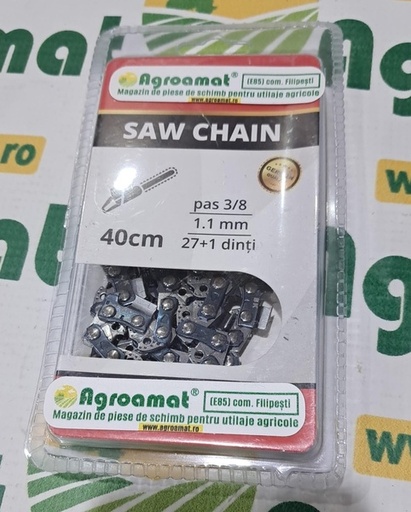 Agroamat® (E85) com. Filipești
Magazin de piese de schimb pentru utilaje agricole
www.agroamat.ro
SAW CHAIN
40cm
pas 3/8
1.1 mm
27+1 dinți
Agroamat® (E85) com. Filipești
Magazin de piese de schimb pentru utilaje agricole
www.agroamat.ro
amat
.ro